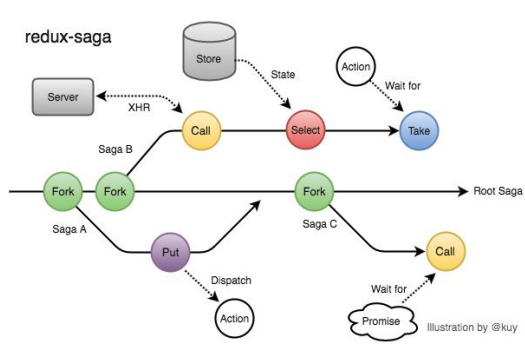 redux-saga
Store
Action
State
Wait for
Server
XHR
Call
Select
Take
Saga B
Fork
Fork
Fork
Root Saga
Saga A
Saga C
Put
Call
Dispatch
Wait for
Action
Promise
Illustration by @kuy